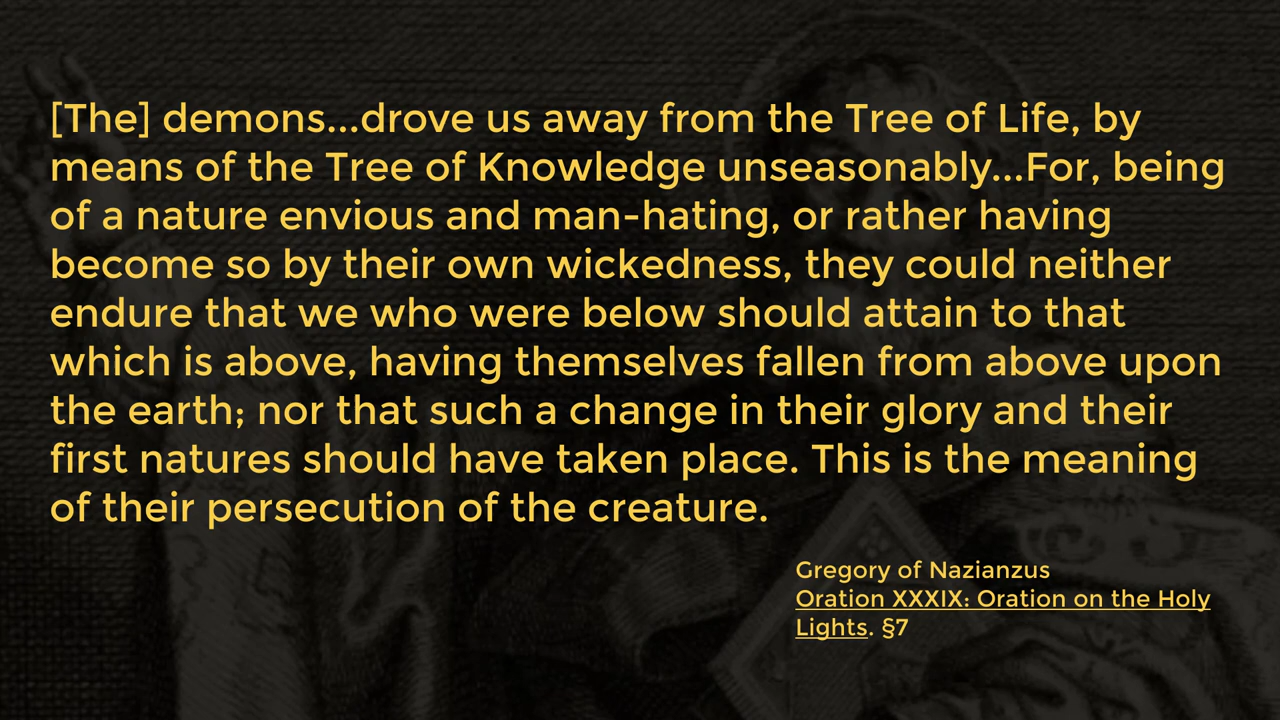 [The] demons...drove us away from the Tree of Life, by
means of the Tree of Knowledge unseasonably...For, being
of a nature envious and man-hating, or rather having
become so by their own wickedness, they could neither
endure that we who were below should attain to that
which is above, having themselves fallen from above upon
the earth; nor that such a change in their glory and their
first natures should have taken place. This is the meaning
of their persecution of the creature.
Gregory of Nazianzus
Oration XXXIX: Oration on the Holy
Lights. §7